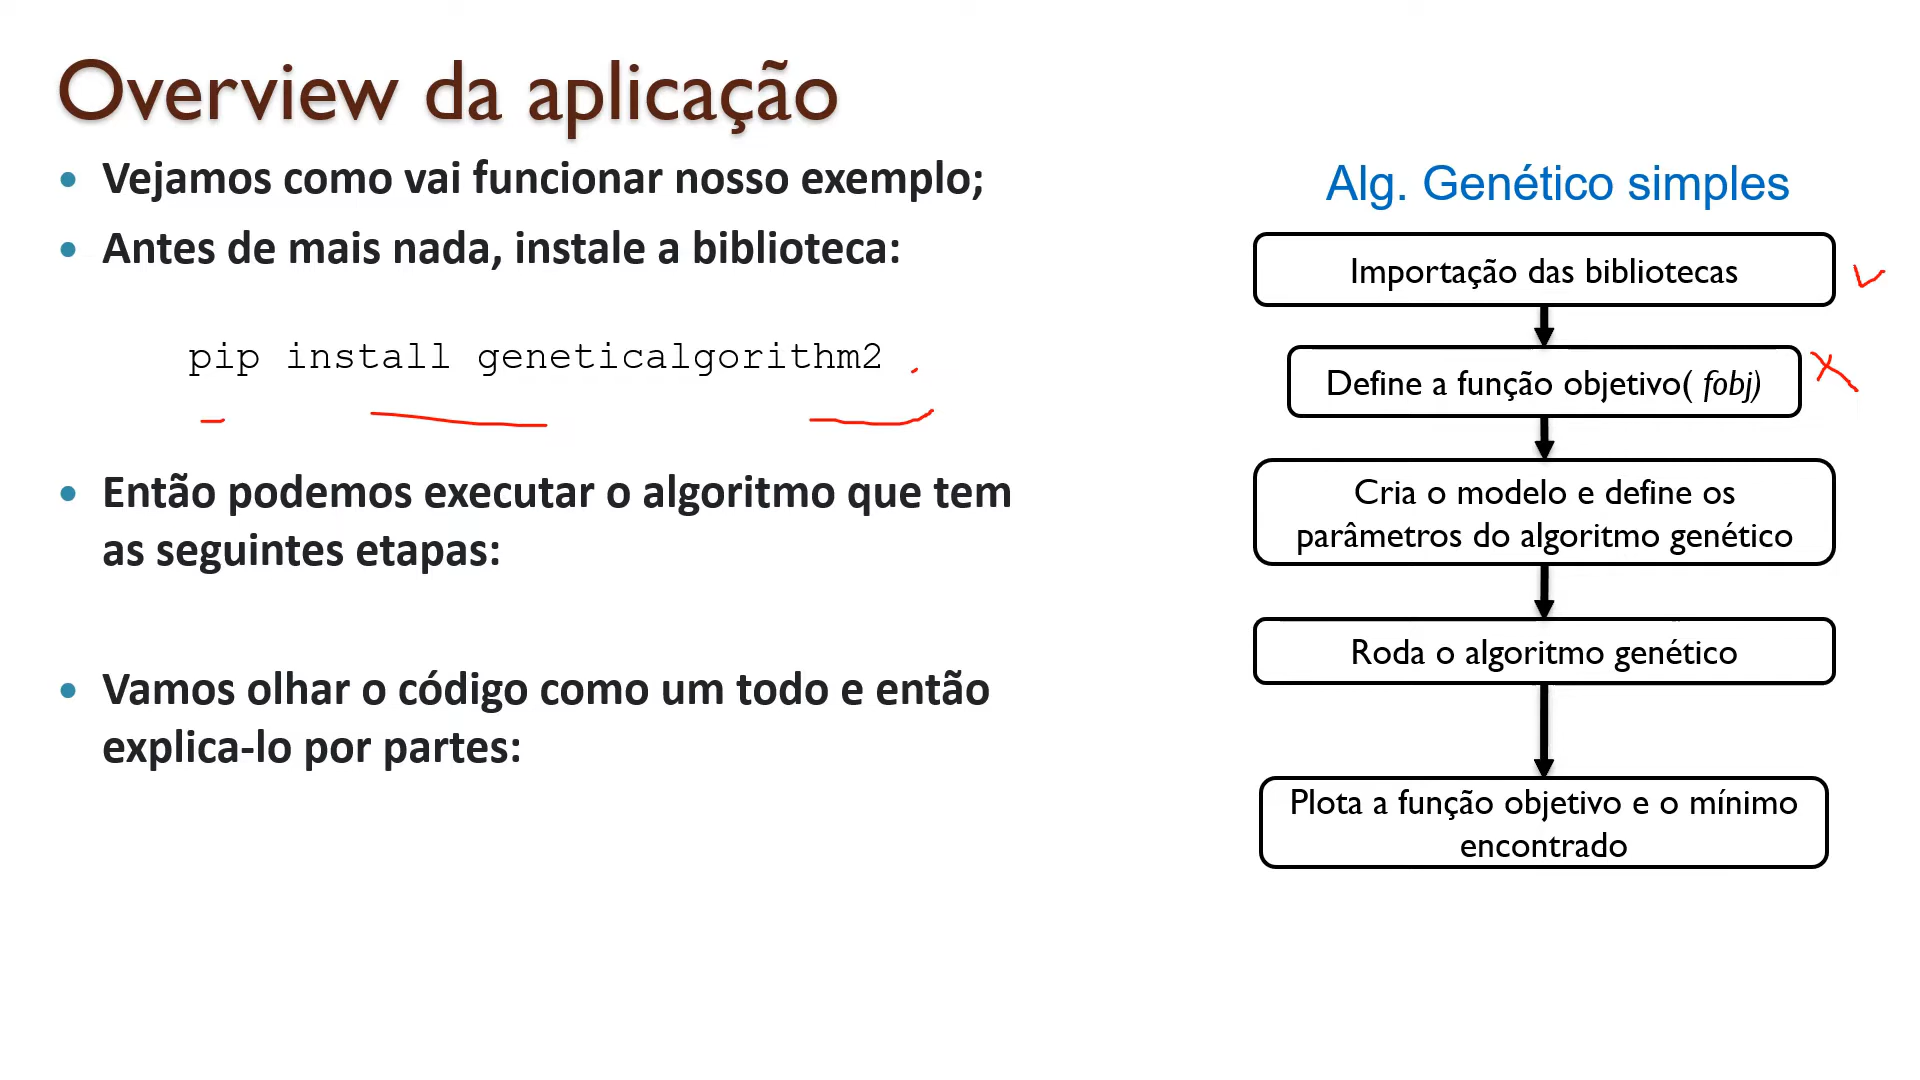 Overview da aplicação
Vejamos como vai funcionar nosso exemplo;
Antes de mais nada, instale a biblioteca:
pip install geneticalgorithm2
Então podemos executar o algoritmo que tem
as seguintes etapas:
Vamos olhar o código como um todo e então
explica-lo por partes:
Alg. Genético simples
Importação das bibliotecas
Define a função objetivo( fobj)
Cria o modelo e define os
parâmetros do algoritmo genético
Roda o algoritmo genético
Plota a função objetivo e o mínimo
encontrado